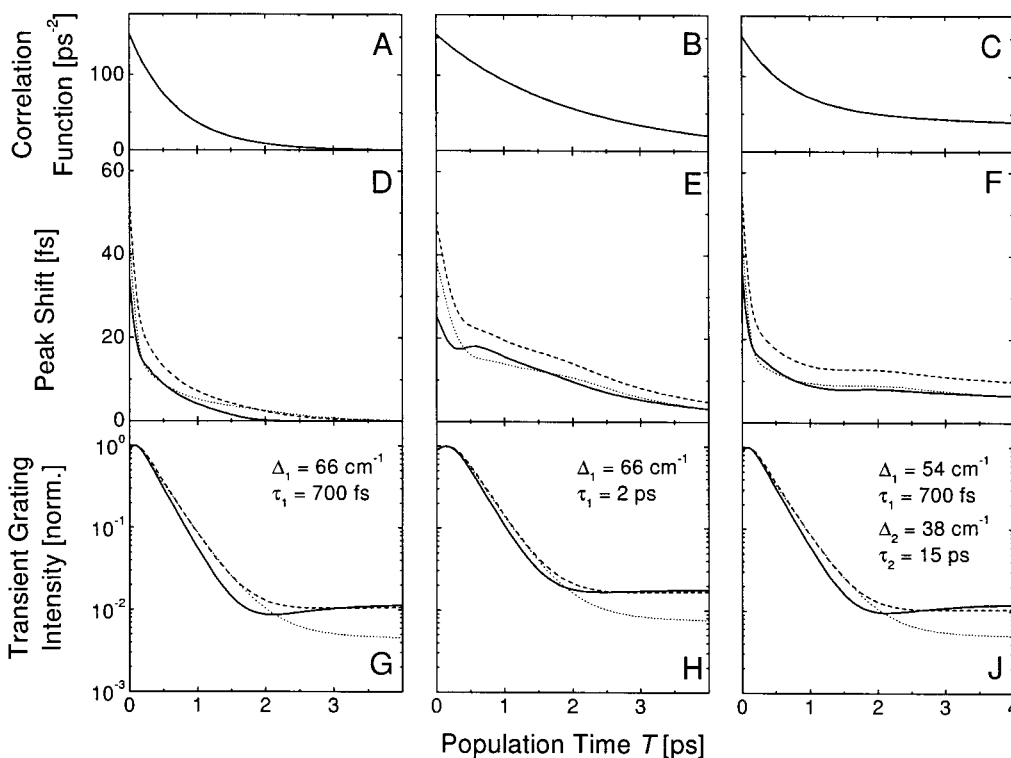 A
B
C
Correlation
Function [ps⁻²]
100
0
D
E
F
Peak Shift [fs]
60
40
20
0
G
H
J
Transient Grating
Intensity [norm.]
10⁰
10⁻¹
10⁻²
10⁻³
Δ₁ = 66 cm⁻¹
τ₁ = 700 fs
Δ₁ = 66 cm⁻¹
τ₁ = 2 ps
Δ₁ = 54 cm⁻¹
τ₁ = 700 fs
Δ₂ = 38 cm⁻¹
τ₂ = 15 ps
0 1 2 3
0 1 2 3
0 1 2 3 4
Population Time T [ps]